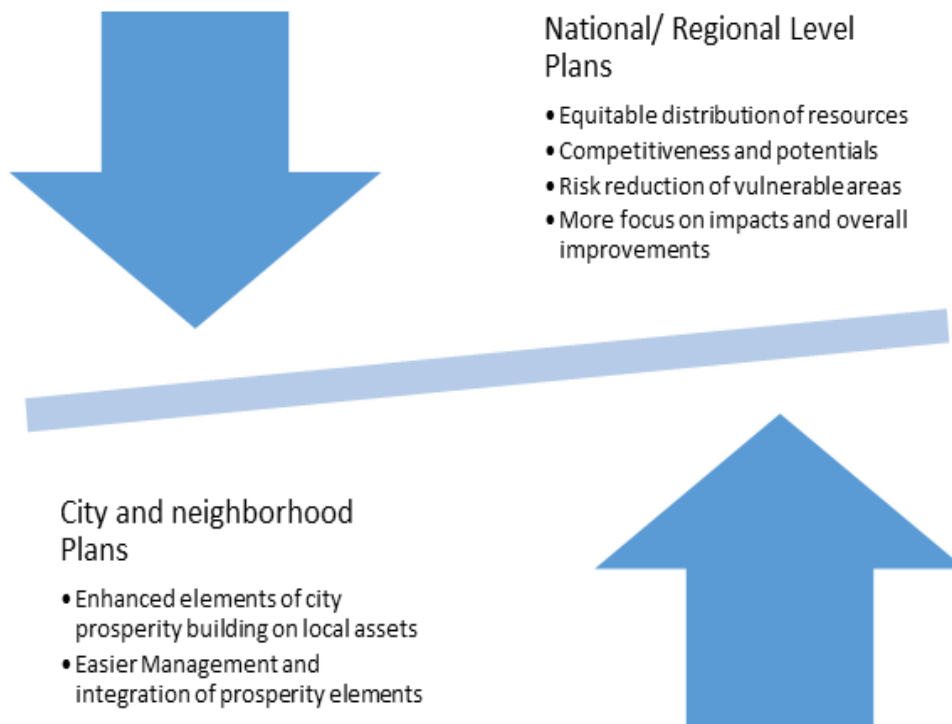 National/ Regional Level
Plans
• Equitable distribution of resources
• Competitiveness and potentials
• Risk reduction of vulnerable areas
• More focus on impacts and overall
improvements
City and neighborhood
Plans
• Enhanced elements of city
prosperity building on local assets
• Easier Management and
integration of prosperity elements